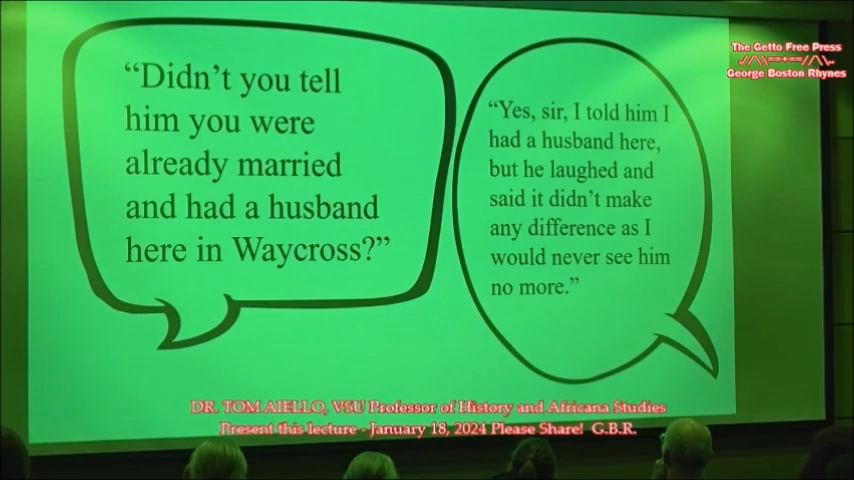 “Didn’t you tell
him you were
already married
and had a husband
here in Waycross?”
“Yes, sir, I told him I
had a husband here,
but he laughed and
said it didn’t make
any difference as I
would never see him
no more.”
The Getto Free Press
George Boston Rhynes
DR. TOM AIELLO, VSU Professor of History and Africana Studies
Present this lecture - January 18, 2024 Please Share! G.B.R.